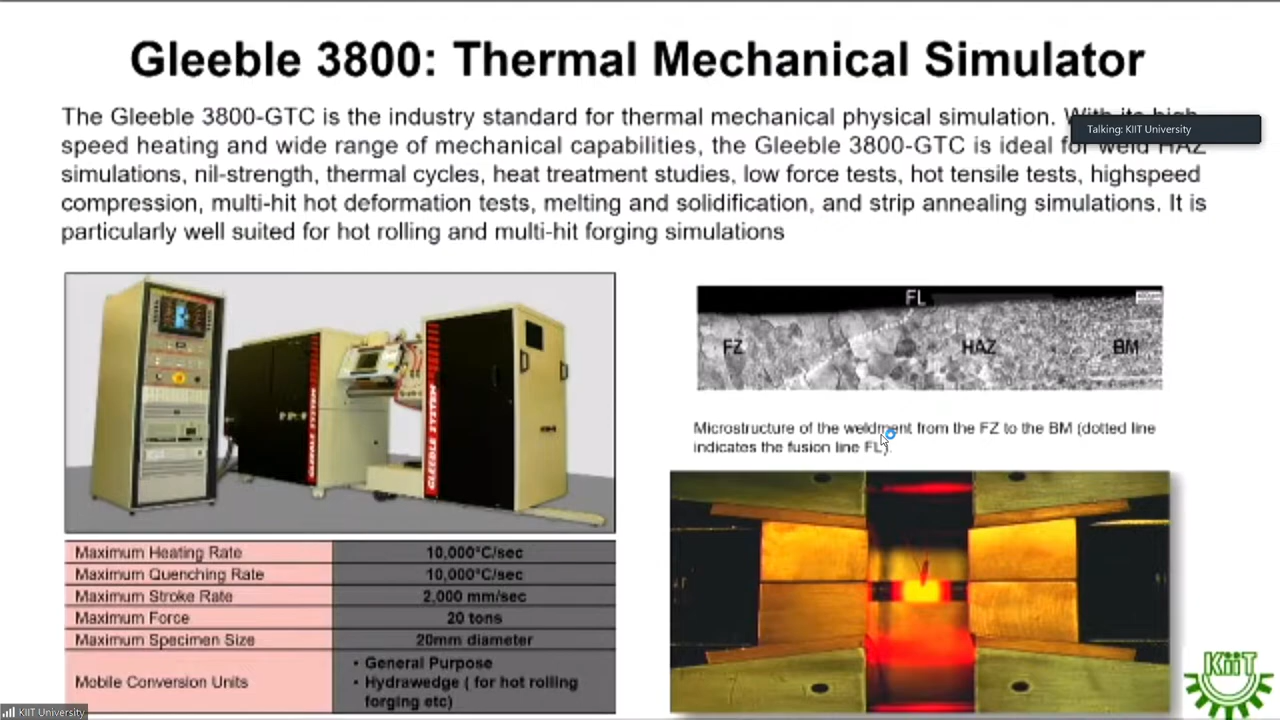 Gleeble 3800: Thermal Mechanical Simulator
The Gleeble 3800-GTC is the industry standard for thermal mechanical physical simulation. With its high-
Talking: KIIT University
speed heating and wide range of mechanical capabilities, the Gleeble 3800-GTC is ideal for weld HAZ
simulations, nil-strength, thermal cycles, heat treatment studies, low force tests, hot tensile tests, highspeed
compression, multi-hit hot deformation tests, melting and solidification, and strip annealing simulations. It is
particularly well suited for hot rolling and multi-hit forging simulations
GLEEBLE SYSTEM
GLEEBLE SYSTEM
FL
FZ
HAZ
BM
Microstructure of the weldment from the FZ to the BM (dotted line
indicates the fusion line FL).
Maximum Heating Rate 10,000°C/sec
Maximum Quenching Rate 10,000°C/sec
Maximum Stroke Rate 2,000 mm/sec
Maximum Force 20 tons
Maximum Specimen Size 20mm diameter
Mobile Conversion Units
• General Purpose
• Hydrawedge ( for hot rolling
forging etc)
KiiT
KIIT University